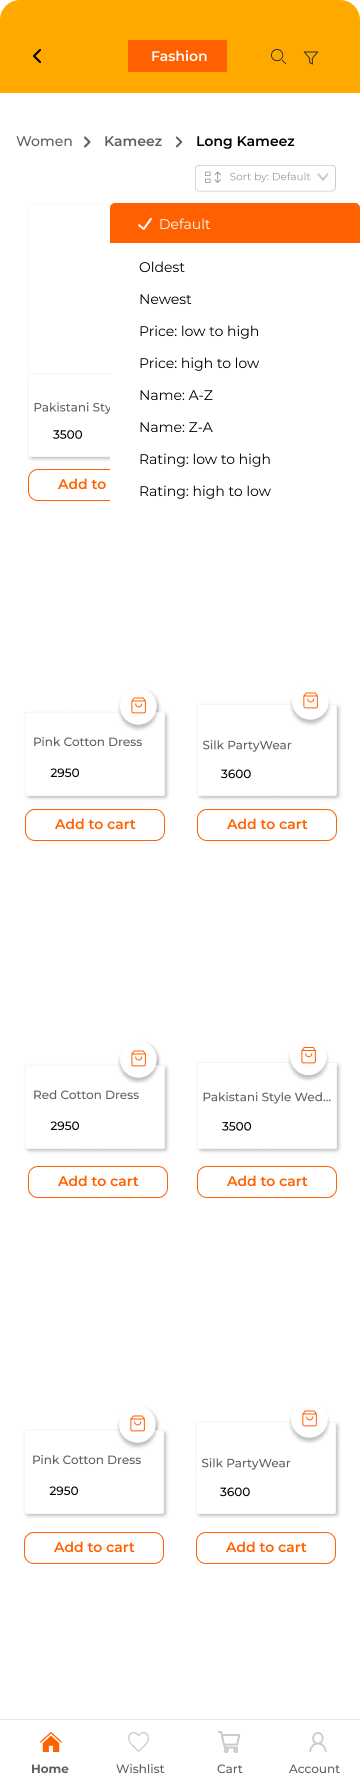 Fashion
Women > Kameez > Long Kameez
Sort by: Default
Default
Oldest
Newest
Price: low to high
Price: high to low
Name: A-Z
Name: Z-A
Rating: low to high
Rating: high to low
Pakistani Sty
3500
Add to
Pink Cotton Dress
2950
Add to cart
Silk PartyWear
3600
Add to cart
Red Cotton Dress
2950
Add to cart
Pakistani Style Wed...
3500
Add to cart
Pink Cotton Dress
2950
Add to cart
Silk PartyWear
3600
Add to cart
Home Wishlist Cart Account